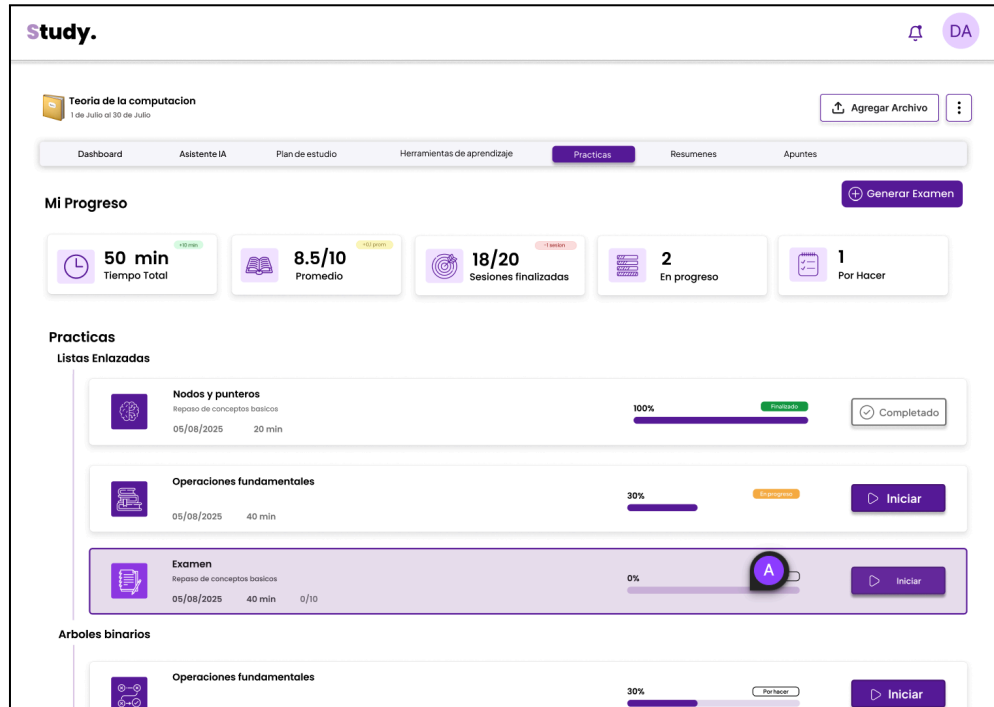 Study.
DA
Teoria de la computacion
1 de Julio al 30 de Julio
Agregar Archivo
Dashboard Asistente IA Plan de estudio Herramientas de aprendizaje Practicas Resumenes Apuntes
Mi Progreso
Generar Examen
+10 min
50 min
Tiempo Total
+0.1 prom
8.5/10
Promedio
-1 sesion
18/20
Sesiones finalizadas
2
En progreso
1
Por Hacer
Practicas
Listas Enlazadas
Nodos y punteros
Repaso de conceptos basicos
05/08/2025 20 min
100% Finalizado
Completado
Operaciones fundamentales
05/08/2025 40 min
30% En progreso
Iniciar
Examen
Repaso de conceptos basicos
05/08/2025 40 min 0/10
0%
A
Iniciar
Arboles binarios
Operaciones fundamentales
30% Por hacer
Iniciar